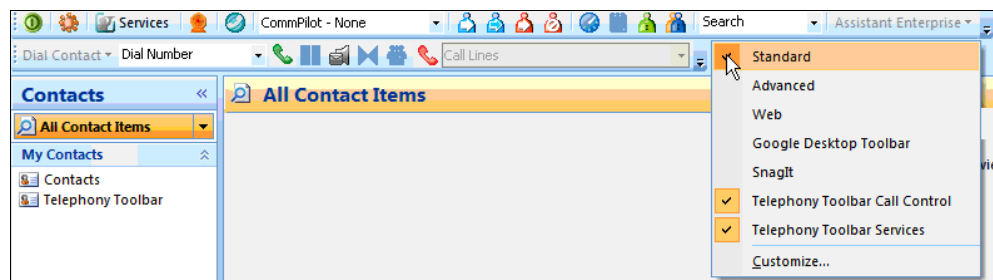 Services CommPilot - None Search Assistant Enterprise
Dial Contact Dial Number Call Lines
Standard
Contacts
All Contact Items
Advanced
All Contact Items
Web
My Contacts
Google Desktop Toolbar
Contacts
SnagIt
Telephony Toolbar
Telephony Toolbar Call Control
Telephony Toolbar Services
Customize...